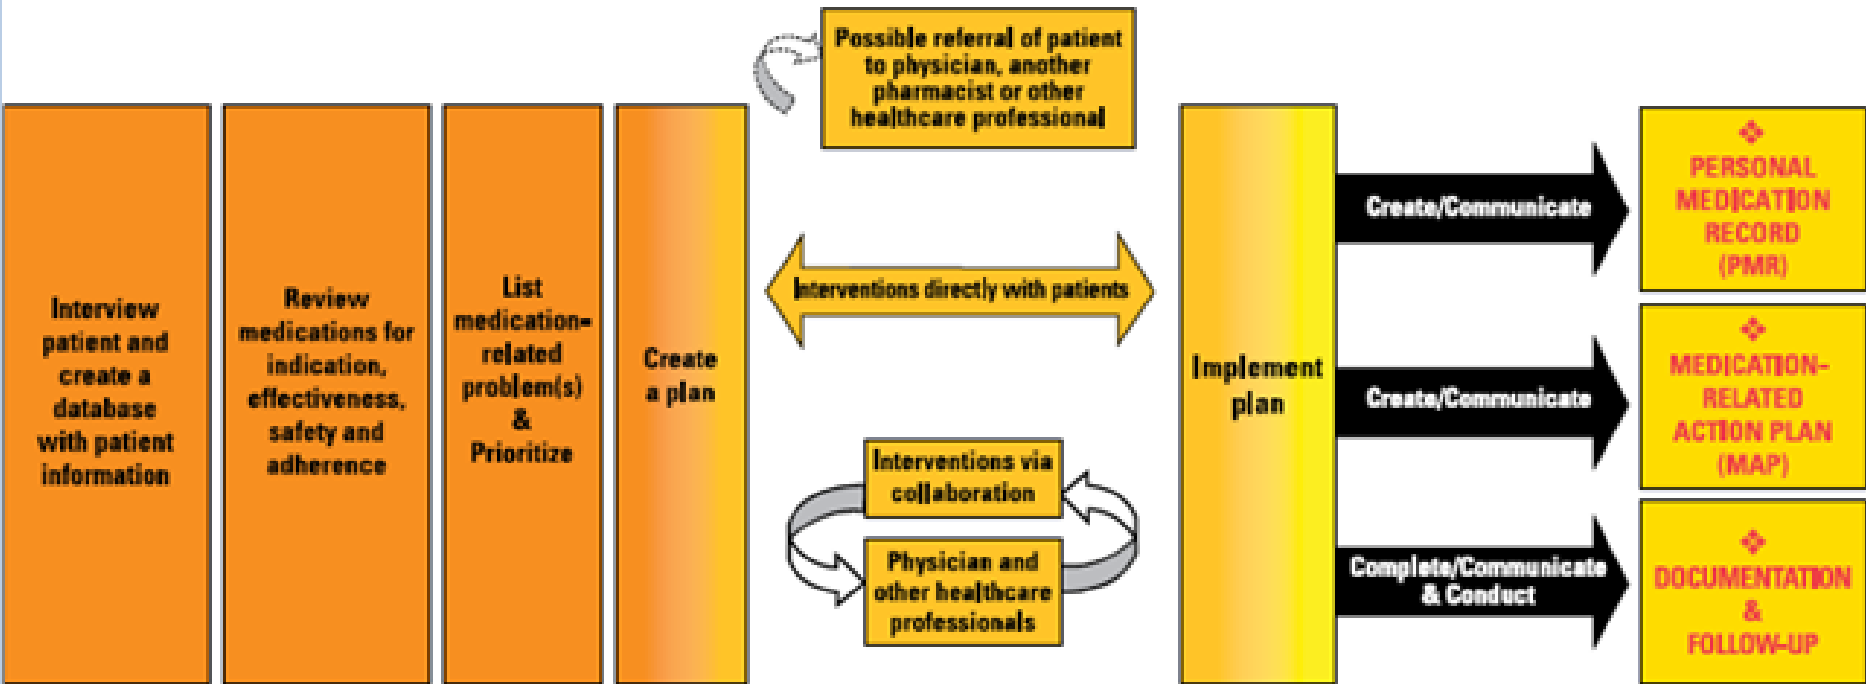 Interview
patient and
create a
database
with patient
information
Review
medications for
indication,
effectiveness,
safety and
adherence
List
medication-
related
problem(s)
&
Prioritize
Create
a plan
Possible referral of patient
to physician, another
pharmacist or other
healthcare professional
Interventions directly with patients
Interventions via
collaboration
Physician and
other healthcare
professionals
Implement
plan
Create/Communicate
PERSONAL
MEDICATION
RECORD
(PMR)
Create/Communicate
MEDICATION-
RELATED
ACTION PLAN
(MAP)
Complete/Communicate
& Conduct
DOCUMENTATION
&
FOLLOW-UP